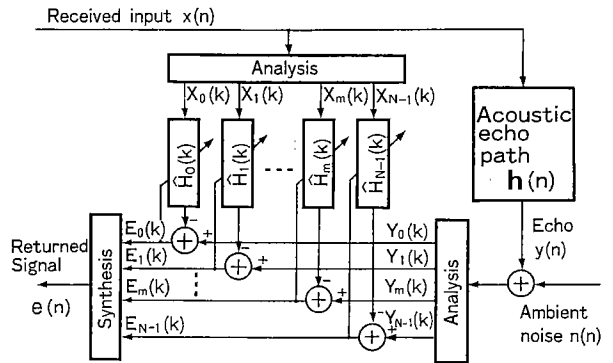 Received input x(n)
Analysis
X0(k) X1(k) Xm(k) XN-1(k)
Ĥ0(k) Ĥ1(k) Ĥm(k) ĤN-1(k)
Acoustic
echo
path
h(n)
Echo
y(n)
E0(k) - + Y0(k)
E1(k) - + Y1(k)
Em(k) - + Ym(k)
EN-1(k) - + YN-1(k)
Returned
Signal
e(n)
Synthesis
Analysis
Ambient
noise n(n)